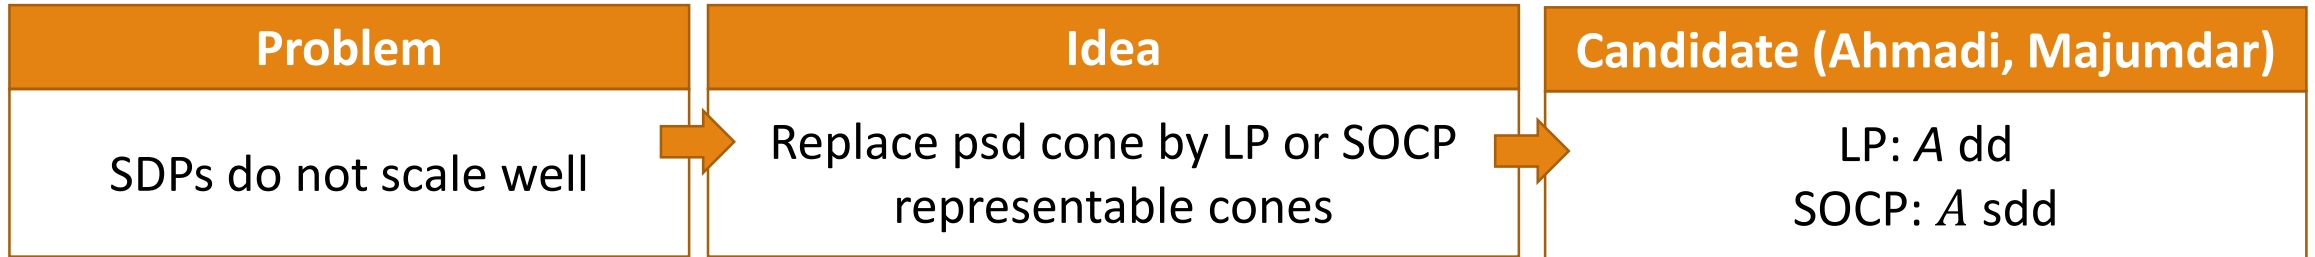 Problem
SDPs do not scale well
Idea
Replace psd cone by LP or SOCP
representable cones
Candidate (Ahmadi, Majumdar)
LP: A dd
SOCP: A sdd